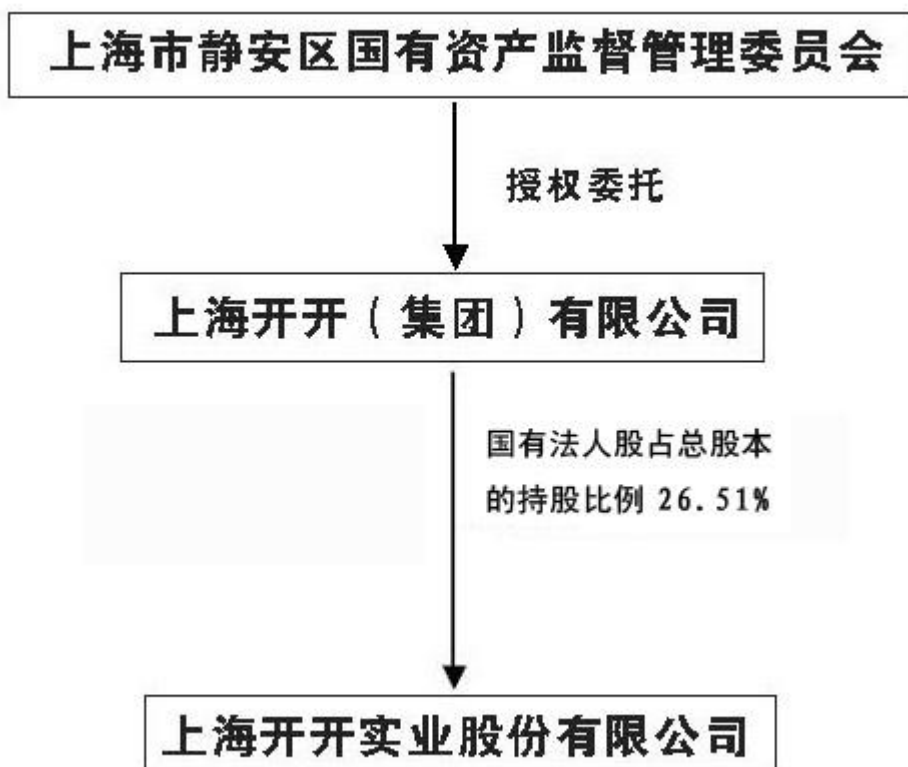 上海市静安区国有资产监督管理委员会
授权委托
上海开开（集团）有限公司
国有法人股占总股本
的持股比例 26.51%
上海开开实业股份有限公司